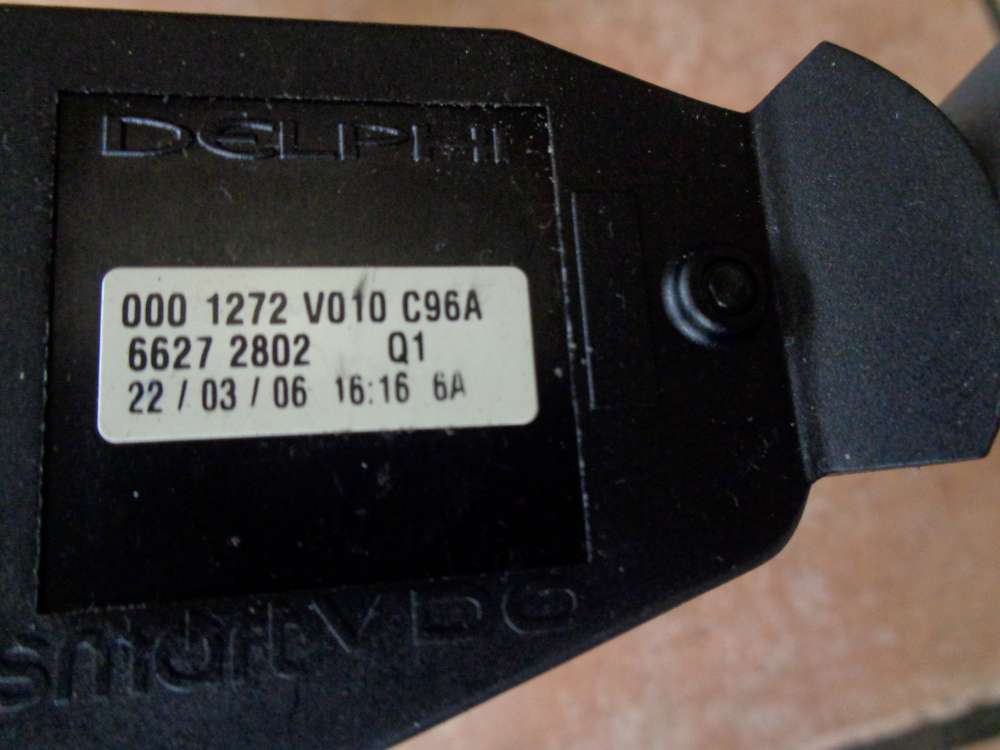 DELPHI
000 1272 V010 C96A
6627 2802 Q1
22 / 03 / 06 16:16 6A
smart VDO